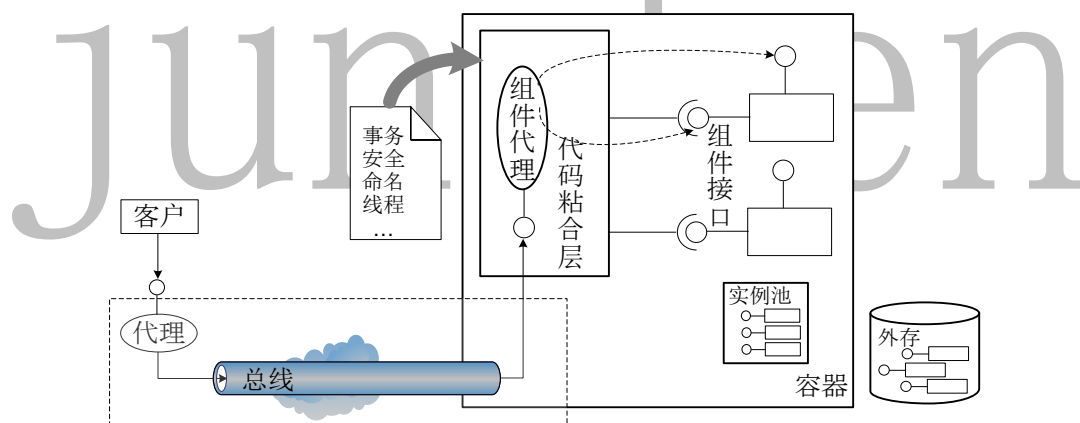 jun
en
事务
安全
命名
线程
...
客户
代理
总线
组件代理
代码粘合层
组件接口
实例池
容器
外存